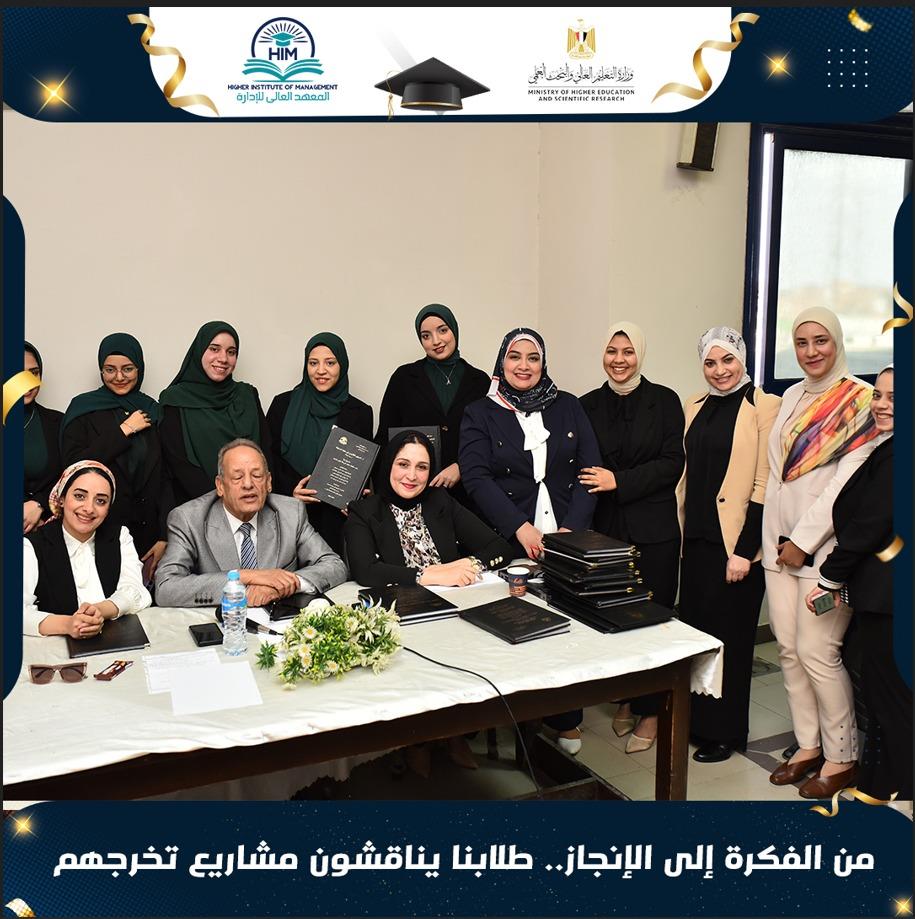 HIM
HIGHER INSTITUTE OF MANAGEMENT
المعهد العالى للإدارة
وزارة التعليم العالي والبحث العلمي
MINISTRY OF HIGHER EDUCATION
AND SCIENTIFIC RESEARCH
من الفكرة إلى الإنجاز.. طلابنا يناقشون مشاريع تخرجهم